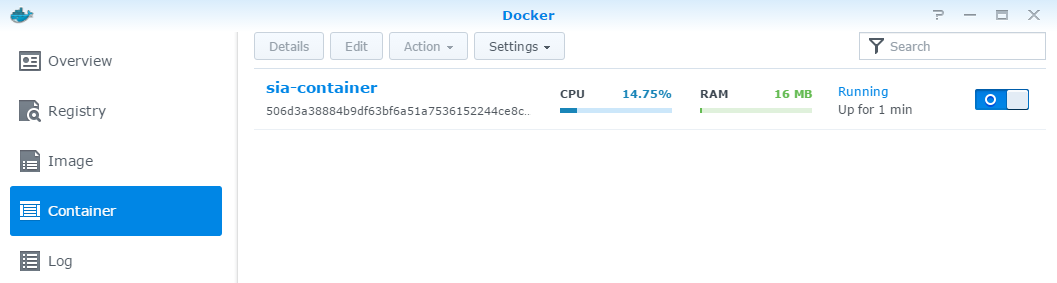 Docker
Overview
Registry
Image
Container
Log
Details
Edit
Action
Settings
Search
sia-container
506d3a38884b9df63bf6a51a7536152244ce8c..
CPU 14.75%
RAM 16 MB
Running
Up for 1 min